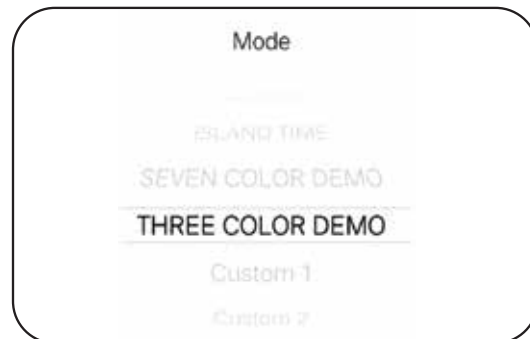 Mode
ISLAND TIME
SEVEN COLOR DEMO
THREE COLOR DEMO
Custom 1
Custom 2